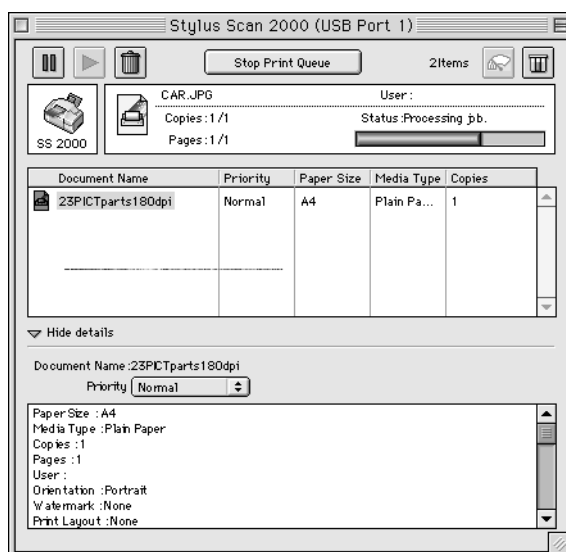 Stylus Scan 2000 (USB Port 1)
Stop Print Queue 2Items
CAR.JPG User :
Copies :1 /1 Status :Processing job.
Pages :1 /1
SS 2000
Document Name Priority Paper Size Media Type Copies
23PICTparts180dpi Normal A4 Plain Pa... 1
Hide details
Document Name :23PICTparts180dpi
Priority Normal
Paper Size : A4
Media Type :Plain Paper
Copies :1
Pages :1
User :
Orientation :Portrait
Watermark :None
Print Layout :None